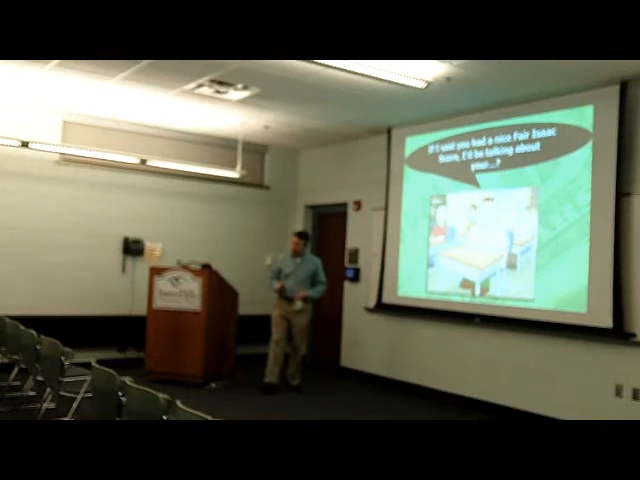 If I said you had a nice Fair Isaac
Score, I'd be talking about
your...?